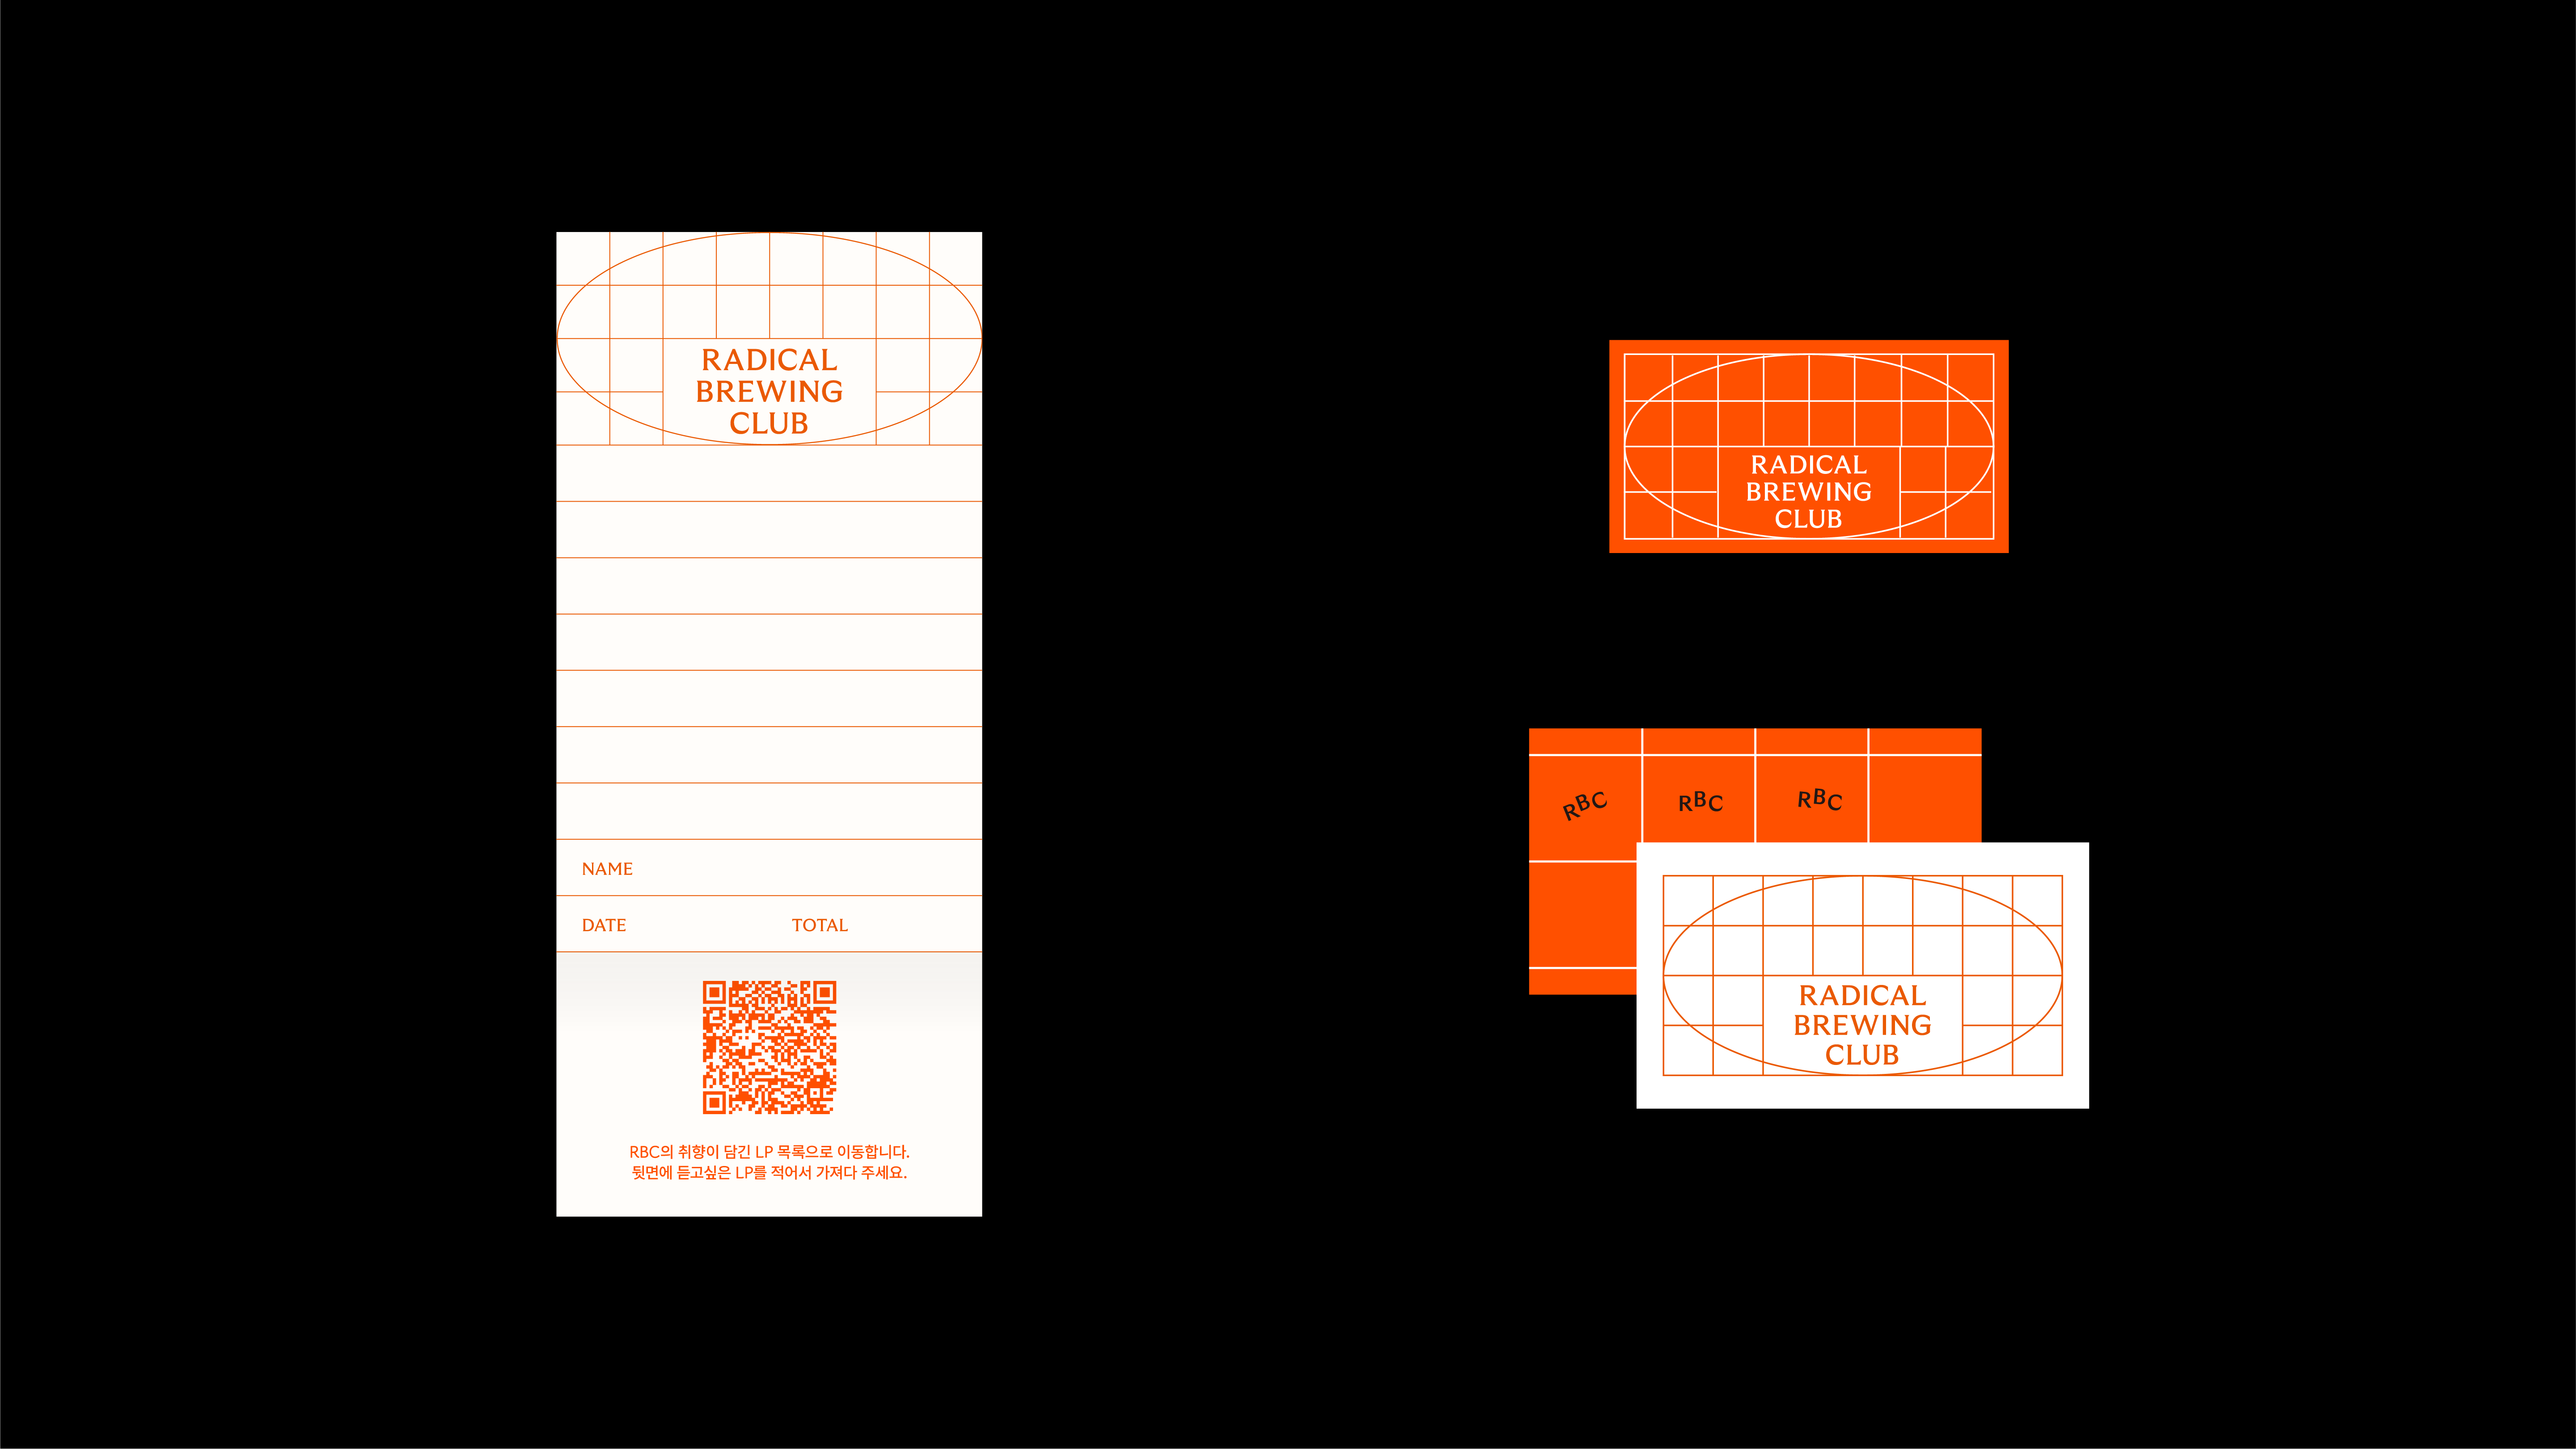 RADICAL
BREWING
CLUB
NAME
DATE TOTAL
RBC의 취향이 담긴 LP 목록으로 이동합니다.
뒷면에 듣고싶은 LP를 적어서 가져다 주세요.
RADICAL
BREWING
CLUB
RBC RBC RBC
RADICAL
BREWING
CLUB